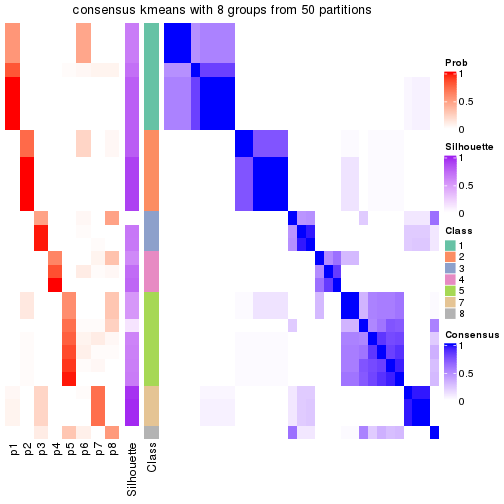 consensus kmeans with 8 groups from 50 partitions
Prob
1
0.5
0
Silhouette
1
0.5
0
Class
1
2
3
4
5
7
8
Consensus
1
0.5
0
p1
p2
p3
p4
p5
p6
p7
p8
Silhouette
Class